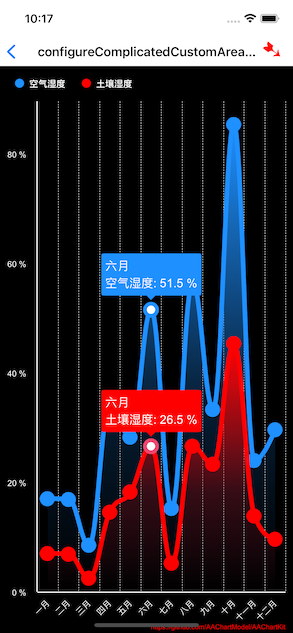 10:17
configureComplicatedCustomArea...
空气湿度 土壤湿度
80 %
60 %
六月
空气湿度: 51.5 %
40 %
六月
土壤湿度: 26.5 %
20 %
0 %
一月 二月 三月 四月 五月 六月 七月 八月 九月 十月 十一月 十二月
https://github.com/AAChartModel/AAChartKit